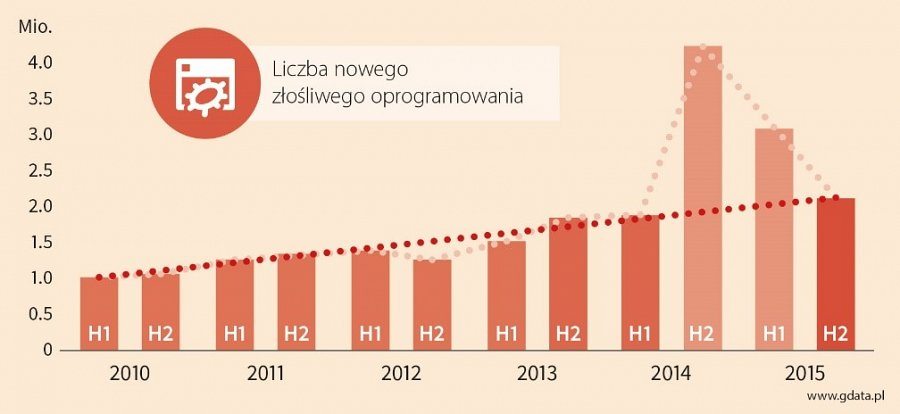 Mio.
Liczba nowego
złośliwego oprogramowania
4.0
3.5
3.0
2.5
2.0
1.5
1.0
0.5
0
H1 H2 H1 H2 H1 H2 H1 H2 H1 H2 H1 H2
2010 2011 2012 2013 2014 2015
www.gdata.pl